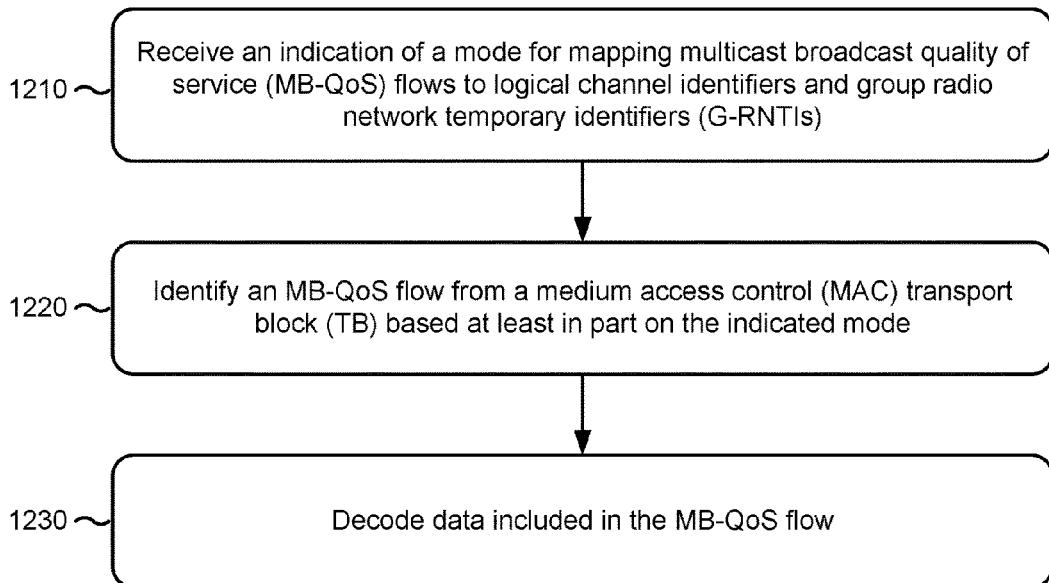 Receive an indication of a mode for mapping multicast broadcast quality of
1210 service (MB-QoS) flows to logical channel identifiers and group radio
network temporary identifiers (G-RNTIs)
Identify an MB-QoS flow from a medium access control (MAC) transport
1220 block (TB) based at least in part on the indicated mode
1230 Decode data included in the MB-QoS flow